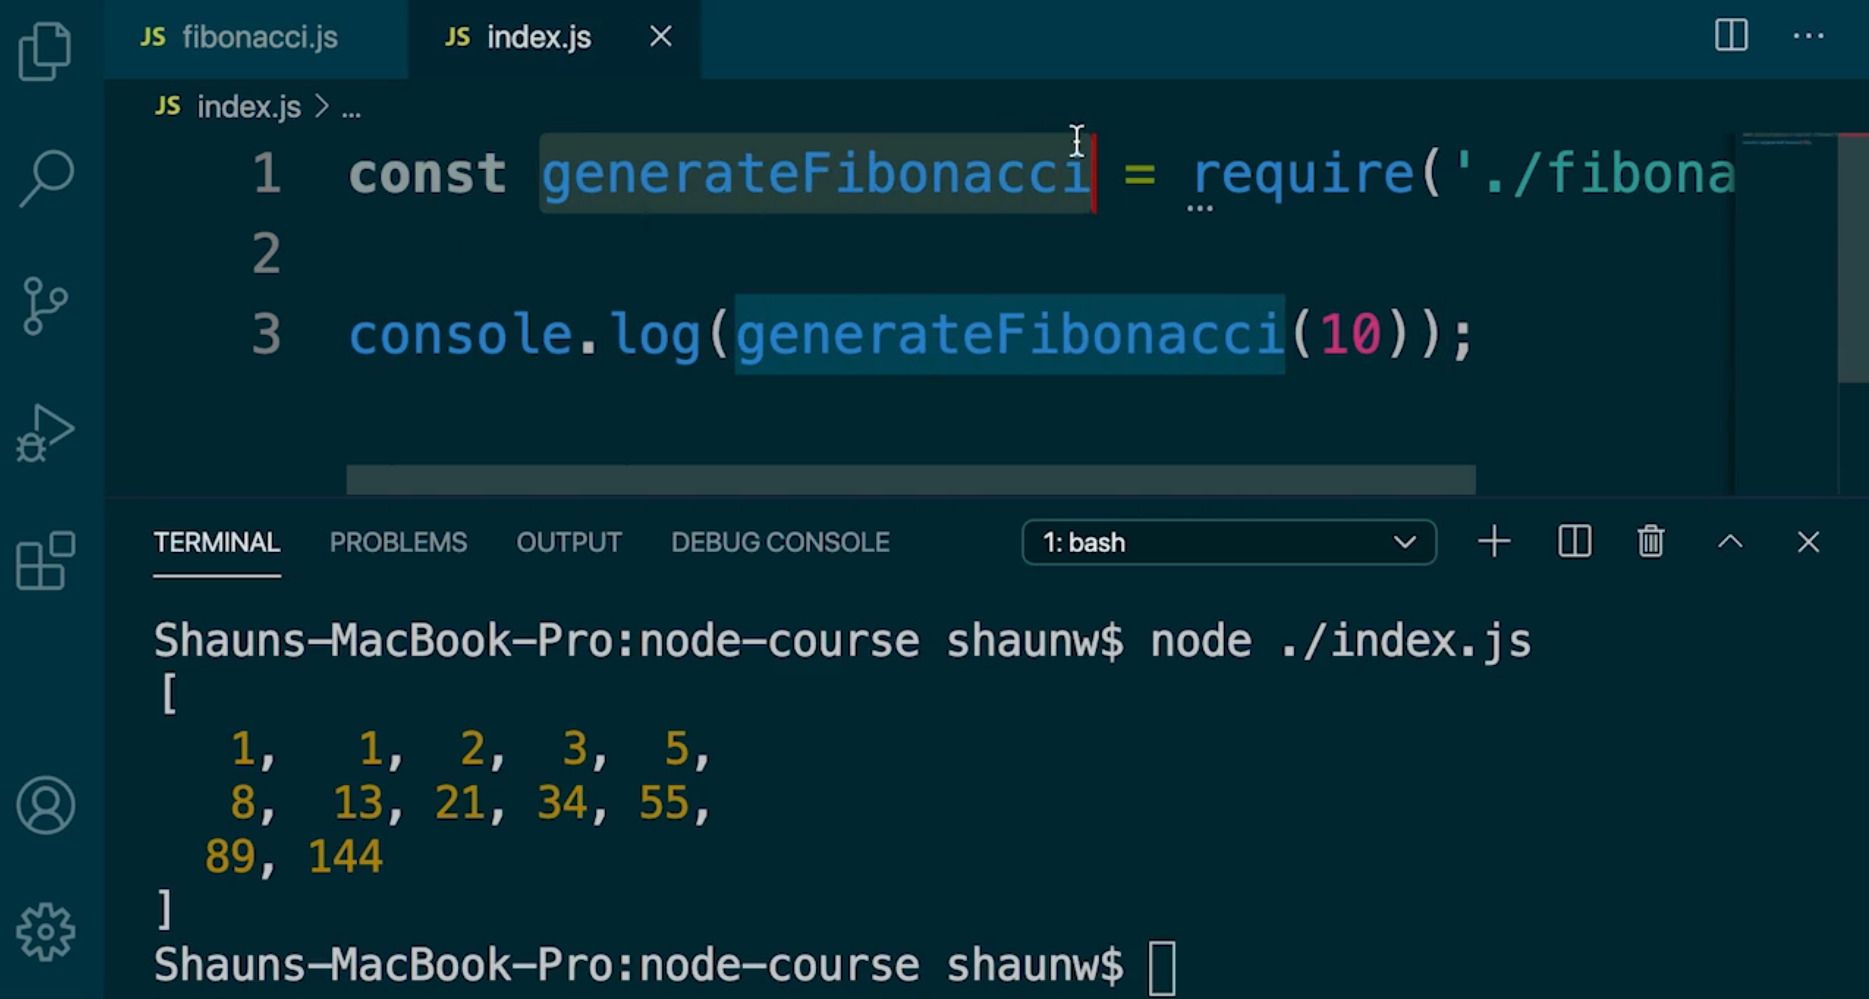 JS fibonacci.js JS index.js
JS index.js > ...
1 const generateFibonacci = require('./fibona
2
3 console.log(generateFibonacci(10));
TERMINAL PROBLEMS OUTPUT DEBUG CONSOLE 1: bash
Shauns-MacBook-Pro:node-course shaunw$ node ./index.js
[
1, 1, 2, 3, 5,
8, 13, 21, 34, 55,
89, 144
]
Shauns-MacBook-Pro:node-course shaunw$